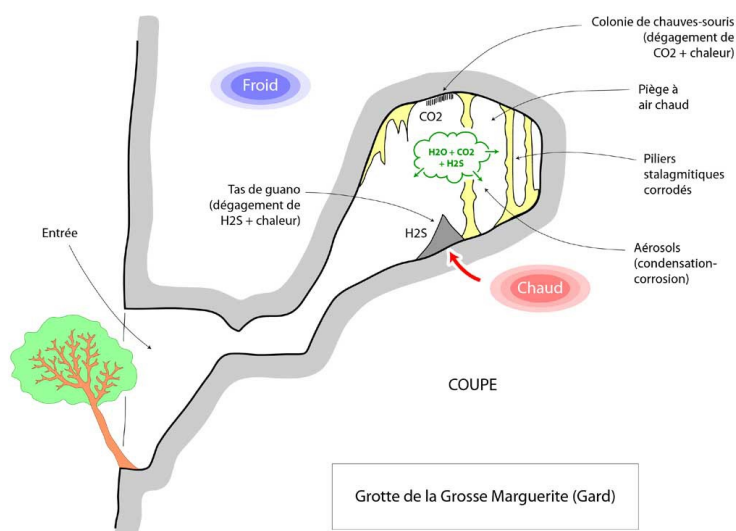 Colonie de chauves-souris
(dégagement de
CO2 + chaleur)
Froid
Piège à
air chaud
CO2
H2O + CO2
+ H2S
Piliers
stalagmitiques
corrodés
Tas de guano
(dégagement de
H2S + chaleur)
Entrée
H2S
Aérosols
(condensation-
corrosion)
Chaud
COUPE
Grotte de la Grosse Marguerite (Gard)